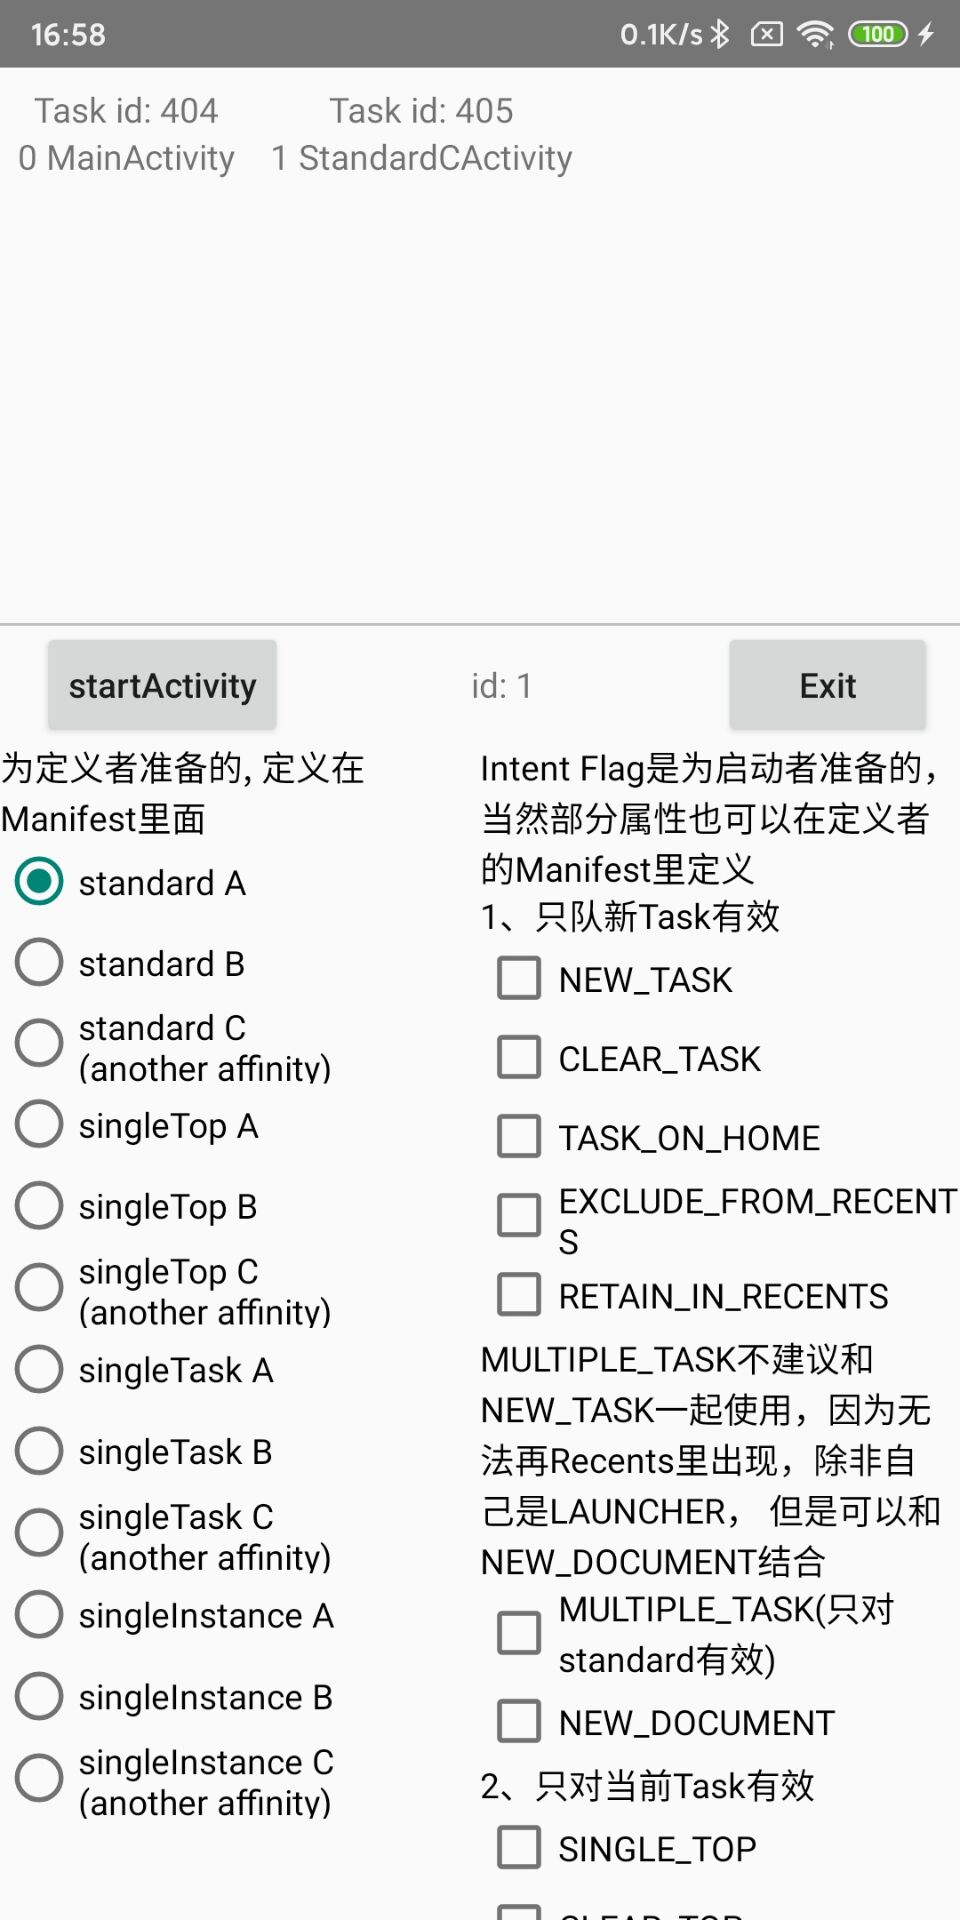 16:58
0.1K/s
100
Task id: 404
Task id: 405
0 MainActivity
1 StandardCActivity
startActivity
id: 1
Exit
为定义者准备的, 定义在
Manifest里面
standard A
standard B
standard C
(another affinity)
singleTop A
singleTop B
singleTop C
(another affinity)
singleTask A
singleTask B
singleTask C
(another affinity)
singleInstance A
singleInstance B
singleInstance C
(another affinity)
Intent Flag是为启动者准备的，
当然部分属性也可以在定义者
的Manifest里定义
1、只队新Task有效
NEW_TASK
CLEAR_TASK
TASK_ON_HOME
EXCLUDE_FROM_RECENT
S
RETAIN_IN_RECENTS
MULTIPLE_TASK不建议和
NEW_TASK一起使用，因为无
法再Recents里出现，除非自
己是LAUNCHER， 但是可以和
NEW_DOCUMENT结合
MULTIPLE_TASK(只对
standard有效)
NEW_DOCUMENT
2、只对当前Task有效
SINGLE_TOP
CLEAR_TOP